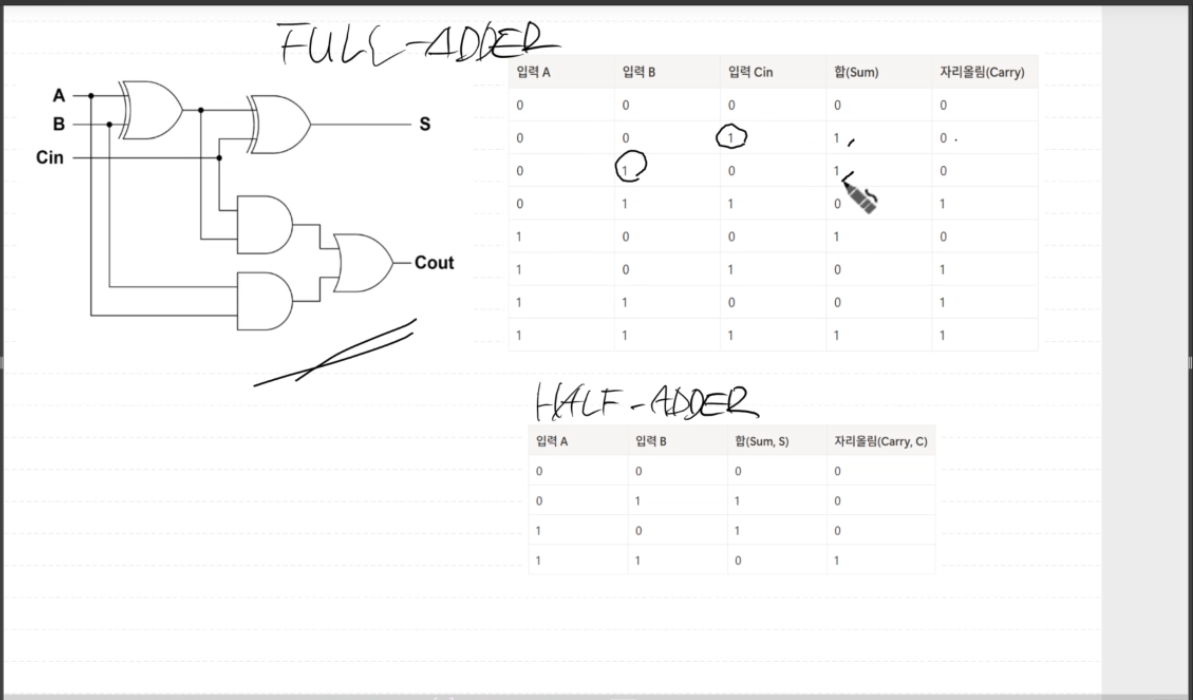 FULL-ADDER
A
B
Cin
S
Cout
입력 A 입력 B 입력 Cin 합(Sum) 자리올림(Carry)
0 0 0 0 0
0 0 1 1 0
0 1 0 1 0
0 1 1 0 1
1 0 0 1 0
1 0 1 0 1
1 1 0 0 1
1 1 1 1 1
HALF-ADDER
입력 A 입력 B 합(Sum, S) 자리올림(Carry, C)
0 0 0 0
0 1 1 0
1 0 1 0
1 1 0 1